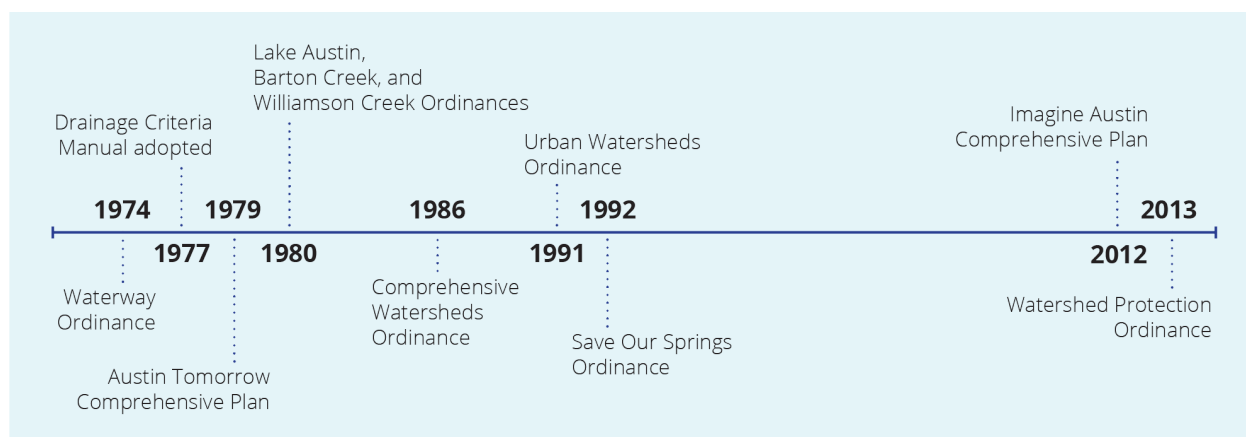 Lake Austin,
Barton Creek, and
Williamson Creek Ordinances
Drainage Criteria
Manual adopted
Urban Watersheds
Ordinance
Imagine Austin
Comprehensive Plan
1974
1979
1986
1992
2013
1977
1980
1991
2012
Waterway
Ordinance
Comprehensive
Watersheds
Ordinance
Watershed Protection
Ordinance
Save Our Springs
Ordinance
Austin Tomorrow
Comprehensive Plan